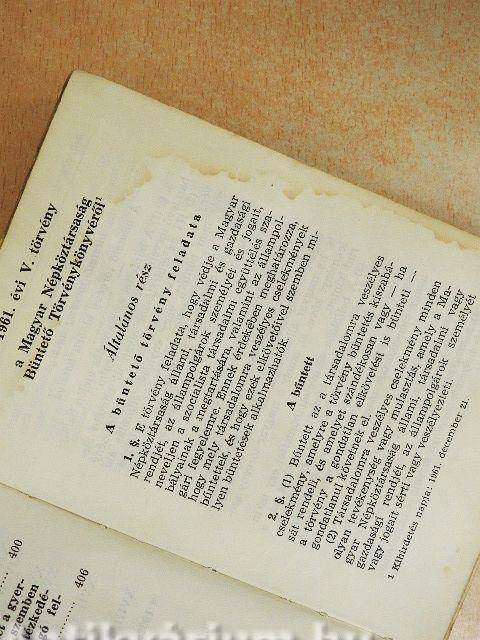 1961. évi V. törvény
a Magyar Népköztársaság
Büntető Törvénykönyvéről¹
Általános rész
A büntető törvény feladata
1. §. E törvény feladata, hogy védje a Magyar
Népköztársaság állami, társadalmi és gazdasági
rendjét, az állampolgárok személyét és jogait,
neveljen a szocialista társadalmi együttélés sza-
bályainak a megtartására, valamint az állampol-
gári fegyelemre. Ennek érdekében meghatározza,
hogy mely társadalomra veszélyes cselekmények
bűntettek, és hogy ezek elkövetőivel szemben mi-
lyen büntetések alkalmazhatók.
A bűntett
2. §. (1) Bűntett az a társadalomra veszélyes
cselekmény, amelyre a törvény büntetés kiszabá-
sát rendeli, és amelyet szándékosan vagy — ha
a törvény a gondatlan elkövetést is bünteti —
gondatlanul követnek el.
(2) Társadalomra veszélyes cselekmény minden
olyan tevékenység vagy mulasztás, amely a Ma-
gyar Népköztársaság állami, társadalmi vagy
gazdasági rendjét, az állampolgárok személyét
vagy jogait sérti vagy veszélyezteti.
1 Kihirdetés napja: 1961. december 21.
400
406
t a gyer-
szemben
tézkedé-
gó fel-